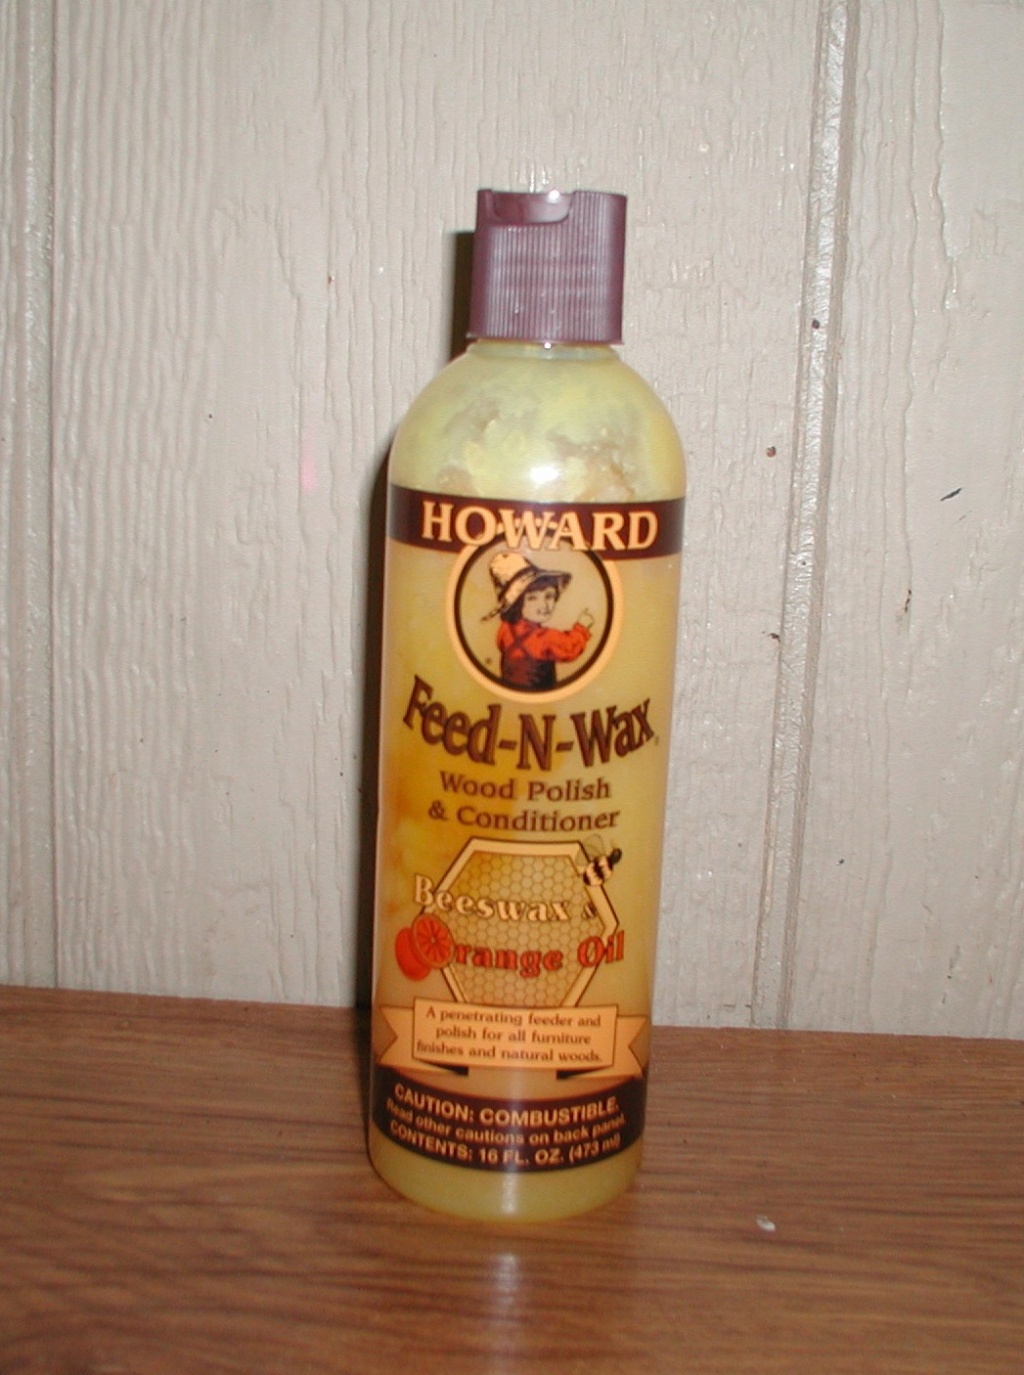 HOWARD
Feed-N-Wax
Wood Polish
& Conditioner
Beeswax &
Orange Oil
A penetrating feeder and
polish for all furniture
finishes and natural woods.
CAUTION: COMBUSTIBLE.
Read other cautions on back panel.
CONTENTS: 16 FL. OZ. (473 ml)